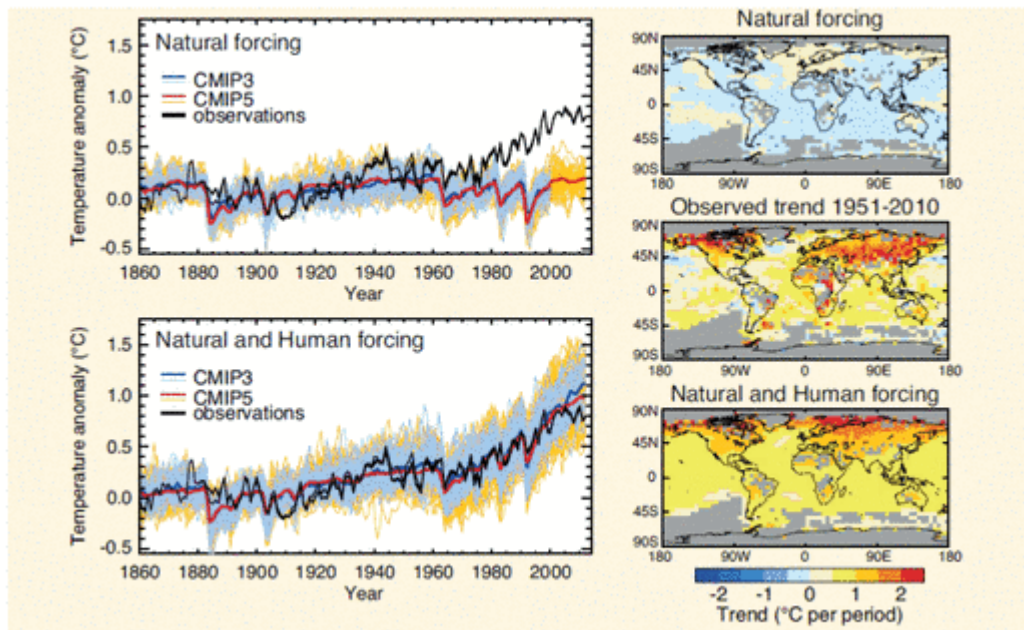 Natural forcing
CMIP3
CMIP5
observations
Temperature anomaly (°C)
1.5
1.0
0.5
0.0
-0.5
1860 1880 1900 1920 1940 1960 1980 2000
Year
Natural and Human forcing
CMIP3
CMIP5
observations
Temperature anomaly (°C)
1.5
1.0
0.5
0.0
-0.5
1860 1880 1900 1920 1940 1960 1980 2000
Year
Natural forcing
90N
45N
0
45S
90S
180 90W 0 90E 180
Observed trend 1951-2010
90N
45N
0
45S
90S
180 90W 0 90E 180
Natural and Human forcing
90N
45N
0
45S
90S
180 90W 0 90E 180
-2 -1 0 1 2
Trend (°C per period)